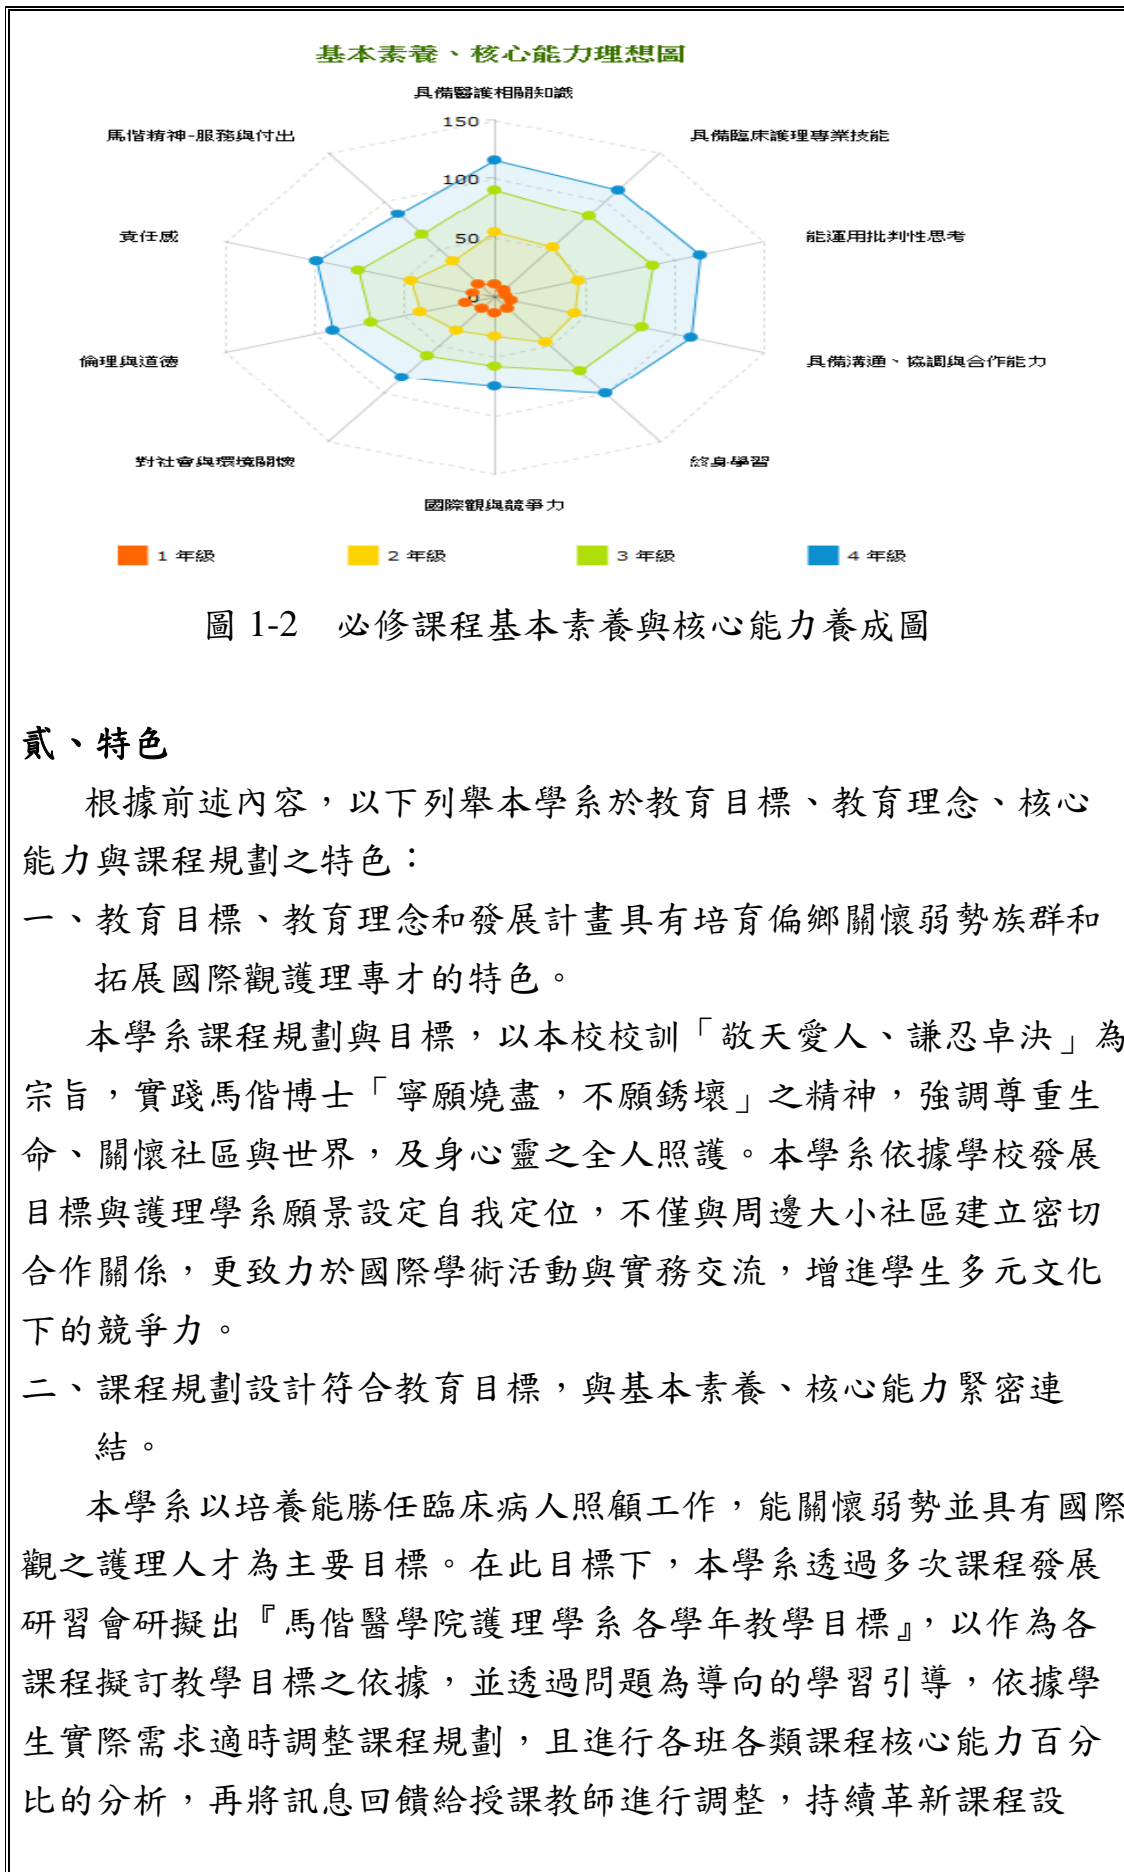 基本素養、核心能力理想圖
具備醫護相關知識
馬偕精神-服務與付出
具備臨床護理專業技能
150
100
50
0
責任感
能運用批判性思考
倫理與道德
具備溝通、協調與合作能力
對社會與環境關懷
終身學習
國際觀與競爭力
1 年級
2 年級
3 年級
4 年級
圖 1-2 必修課程基本素養與核心能力養成圖
貳、特色
根據前述內容，以下列舉本學系於教育目標、教育理念、核心
能力與課程規劃之特色：
一、教育目標、教育理念和發展計畫具有培育偏鄉關懷弱勢族群和
拓展國際觀護理專才的特色。
本學系課程規劃與目標，以本校校訓「敬天愛人、謙忍卓決」為
宗旨，實踐馬偕博士「寧願燒盡，不願銹壞」之精神，強調尊重生
命、關懷社區與世界，及身心靈之全人照護。本學系依據學校發展
目標與護理學系願景設定自我定位，不僅與周邊大小社區建立密切
合作關係，更致力於國際學術活動與實務交流，增進學生多元文化
下的競爭力。
二、課程規劃設計符合教育目標，與基本素養、核心能力緊密連
結。
本學系以培養能勝任臨床病人照顧工作，能關懷弱勢並具有國際
觀之護理人才為主要目標。在此目標下，本學系透過多次課程發展
研習會研擬出『馬偕醫學院護理學系各學年教學目標』，以作為各
課程擬訂教學目標之依據，並透過問題為導向的學習引導，依據學
生實際需求適時調整課程規劃，且進行各班各類課程核心能力百分
比的分析，再將訊息回饋給授課教師進行調整，持續革新課程設